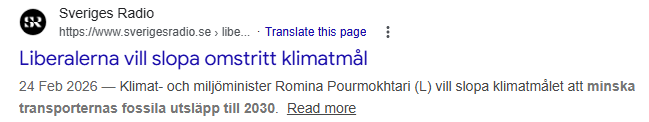 SR
Sveriges Radio
https://www.sverigesradio.se › libe... · Translate this page
Liberalerna vill slopa omstritt klimatmål
24 Feb 2026 — Klimat- och miljöminister Romina Pourmokhtari (L) vill slopa klimatmålet att minska
transporternas fossila utsläpp till 2030. Read more